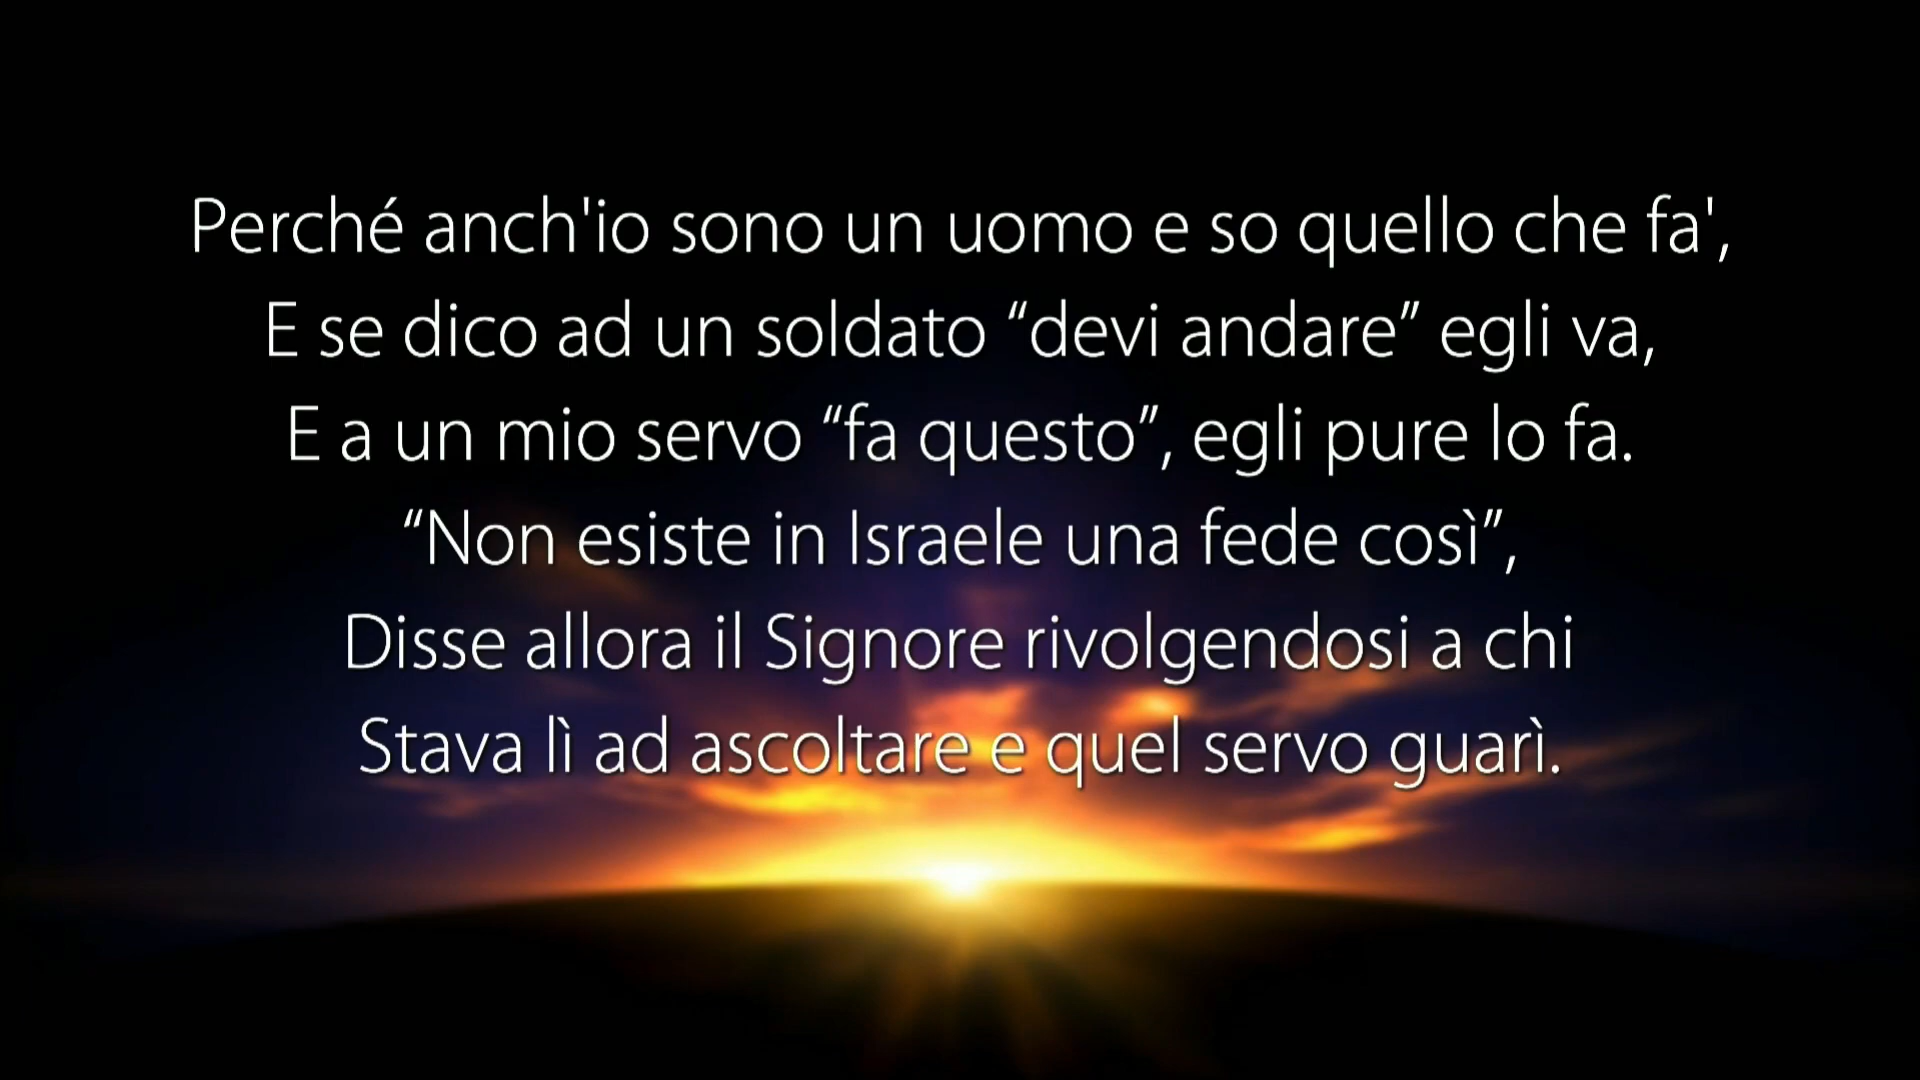 Perché anch'io sono un uomo e so quello che fa',
E se dico ad un soldato “devi andare” egli va,
E a un mio servo “fa questo”, egli pure lo fa.
“Non esiste in Israele una fede così”,
Disse allora il Signore rivolgendosi a chi
Stava lì ad ascoltare e quel servo guarì.